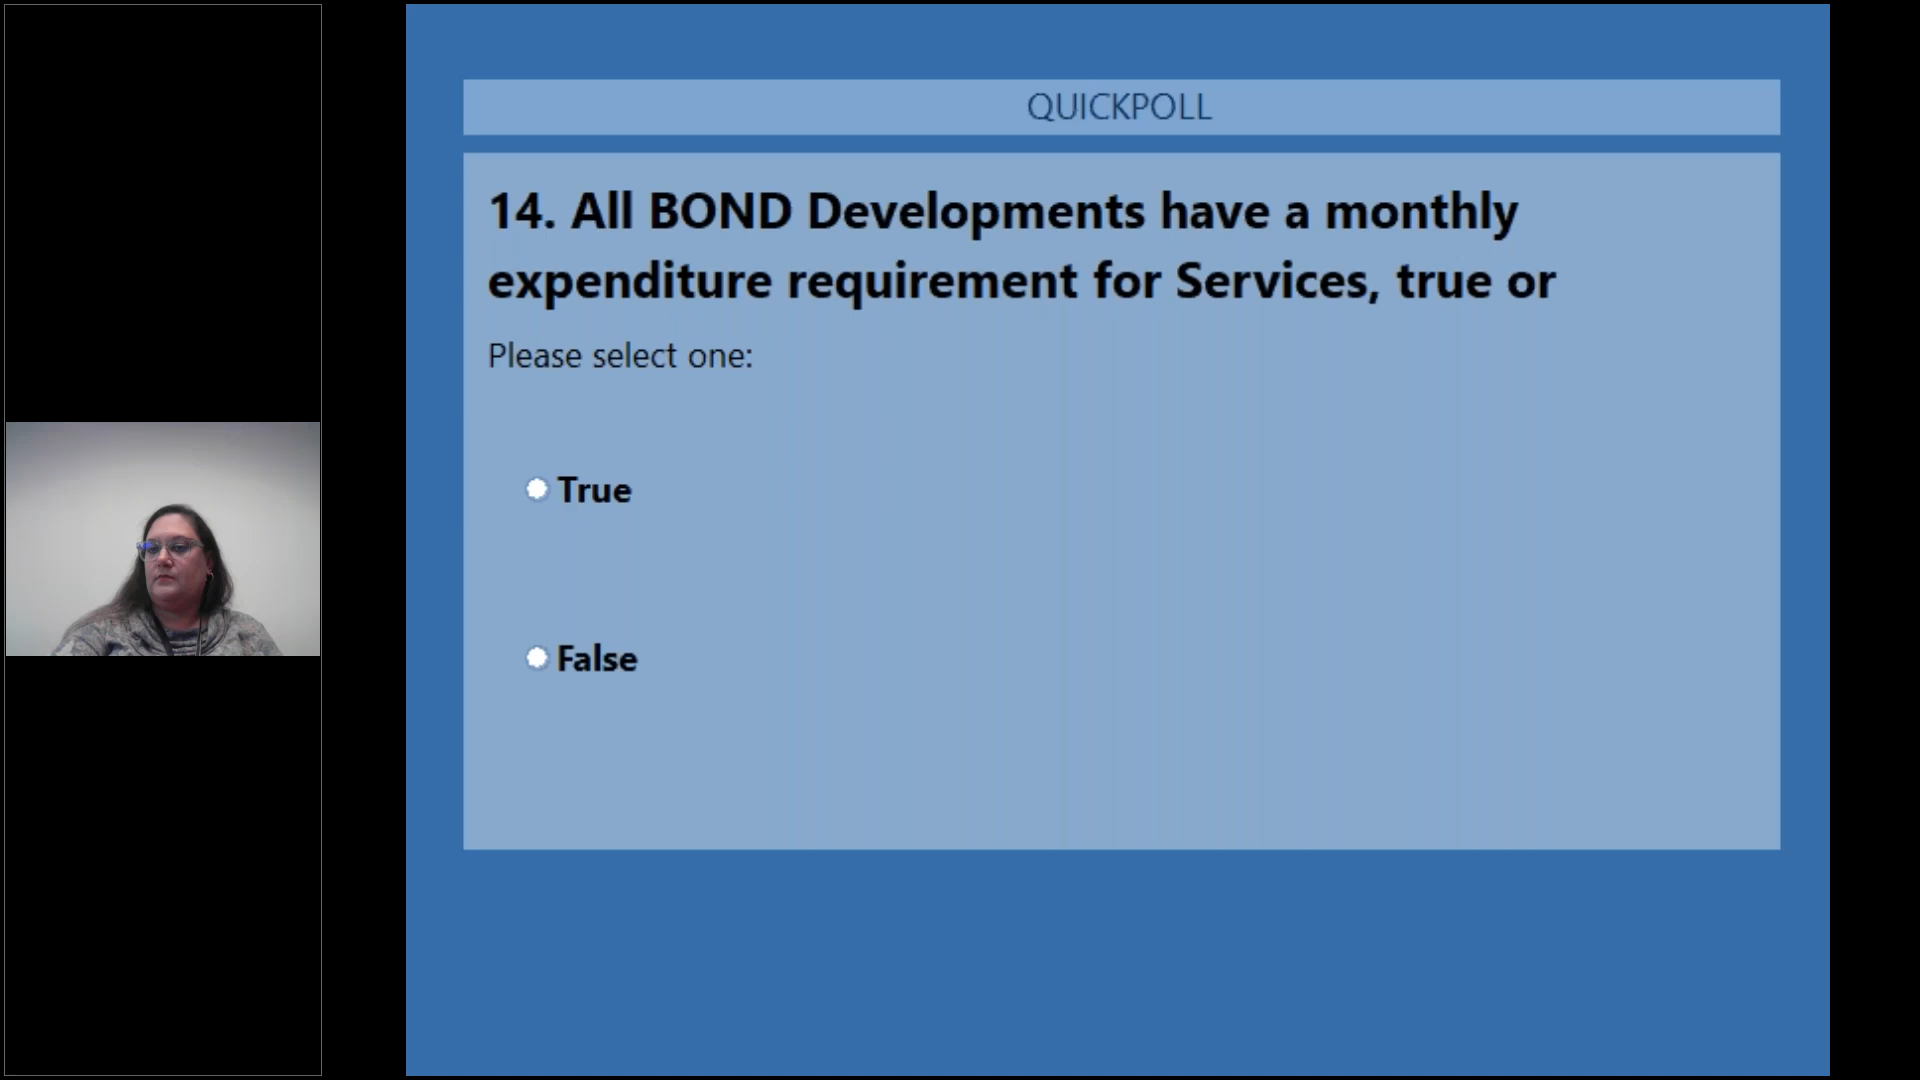 QUICKPOLL
14. All BOND Developments have a monthly
expenditure requirement for Services, true or
Please select one:
True
False